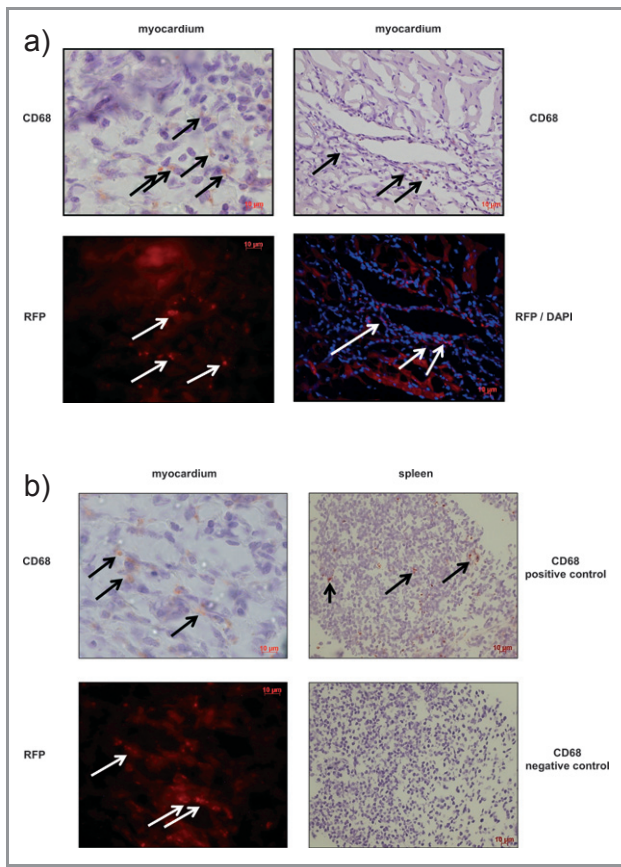 a)
myocardium
myocardium
CD68
CD68
10 µm
10 µm
RFP
RFP / DAPI
10 µm
10 µm
b)
myocardium
spleen
CD68
CD68
positive control
10 µm
10 µm
RFP
CD68
negative control
10 µm
10 µm